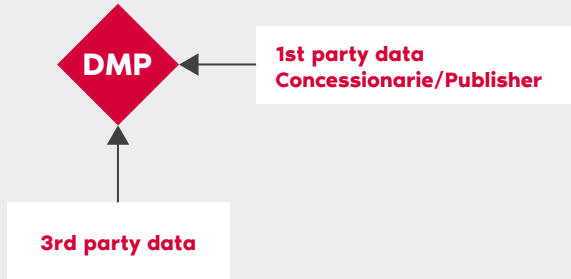 DMP
1st party data
Concessionarie/Publisher
3rd party data